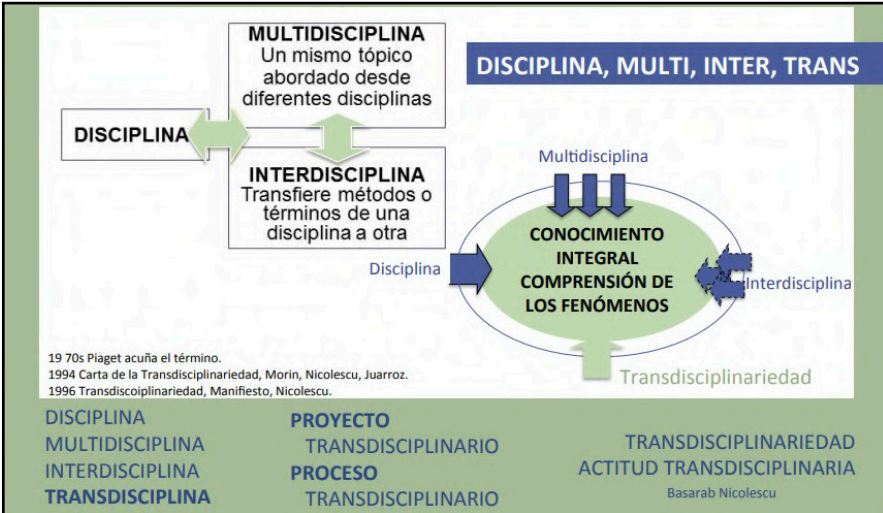 DISCIPLINA, MULTI, INTER, TRANS
MULTIDISCIPLINA
Un mismo tópico
abordado desde
diferentes disciplinas
DISCIPLINA
INTERDISCIPLINA
Transfiere métodos o
términos de una
disciplina a otra
Multidisciplina
Disciplina
CONOCIMIENTO
INTEGRAL
COMPRENSIÓN DE
LOS FENÓMENOS
Interdisciplina
Transdisciplinariedad
19 70s Piaget acuña el término.
1994 Carta de la Transdisciplinariedad, Morin, Nicolescu, Juarroz.
1996 Transdiscoiplinariedad, Manifiesto, Nicolescu.
DISCIPLINA
MULTIDISCIPLINA
INTERDISCIPLINA
TRANSDISCIPLINA
PROYECTO
TRANSDISCIPLINARIO
PROCESO
TRANSDISCIPLINARIO
TRANSDISCIPLINARIEDAD
ACTITUD TRANSDISCIPLINARIA
Basarab Nicolescu